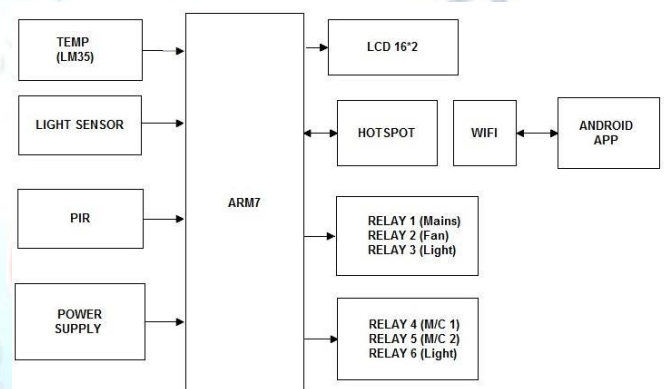 TEMP
(LM35)
LIGHT SENSOR
PIR
POWER
SUPPLY
ARM7
LCD 16*2
HOTSPOT
WIFI
ANDROID
APP
RELAY 1 (Mains)
RELAY 2 (Fan)
RELAY 3 (Light)
RELAY 4 (M/C 1)
RELAY 5 (M/C 2)
RELAY 6 (Light)